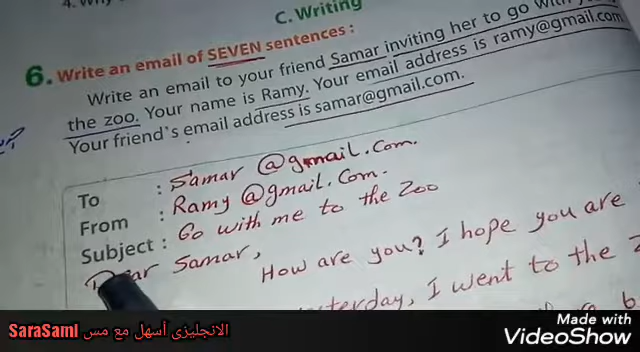 C. Writing
6. Write an email of SEVEN sentences :
Write an email to your friend Samar inviting her to go with
the zoo. Your name is Ramy. Your email address is ramy@gmail.com
Your friend's email address is samar@gmail.com.
To : Samar @gmail.Com.
From : Ramy @gmail.Com.
Subject : Go with me to the Zoo
Dear Samar,
How are you? I hope you are
I went to the
SaraSamI الانجليزى أسهل مع مس
Made with
VideoShow